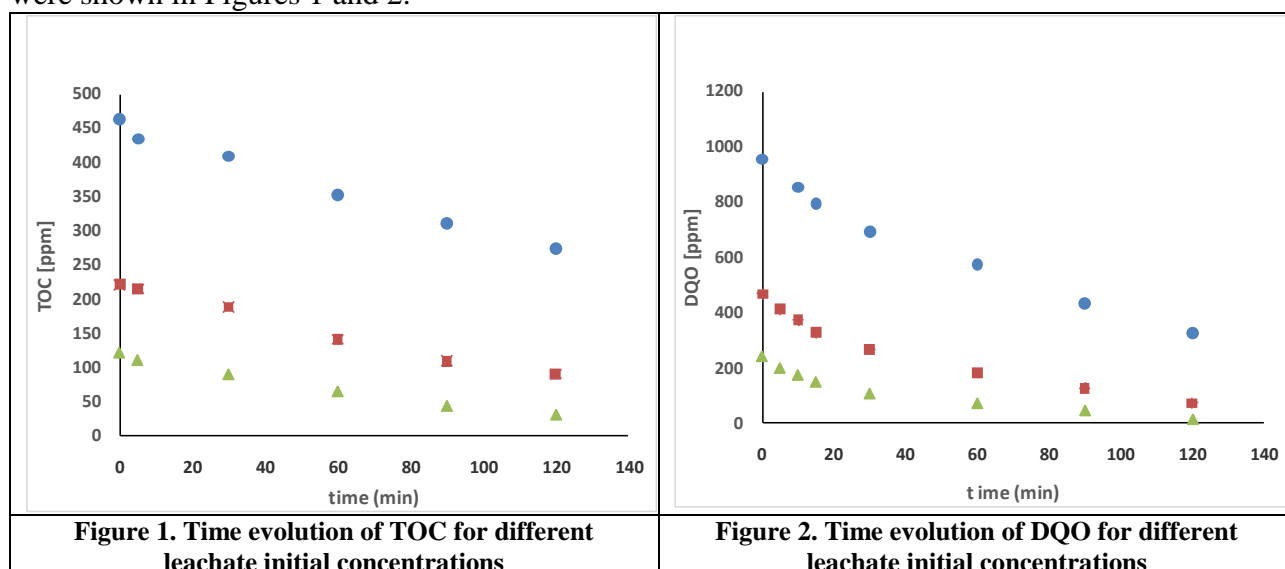 were shown in Figures 1 and 2.
500
450
400
350
300
250
200
150
100
50
0
TOC [ppm]
0 20 40 60 80 100 120 140
time (min)
1200
1000
800
600
400
200
0
DQO [ppm]
0 20 40 60 80 100 120 140
t ime (min)
Figure 1. Time evolution of TOC for different
leachate initial concentrations
Figure 2. Time evolution of DQO for different
leachate initial concentrations